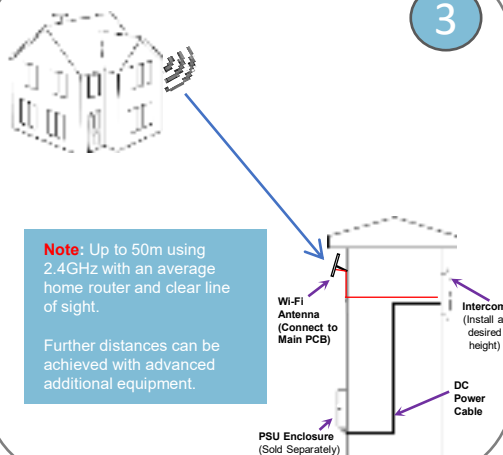 3
Note: Up to 50m using
2.4GHz with an average
home router and clear line
of sight.
Further distances can be
achieved with advanced
additional equipment.
Wi-Fi
Antenna
(Connect to
Main PCB)
Intercom
(Install a
desired
height)
DC
Power
Cable
PSU Enclosure
(Sold Separately)